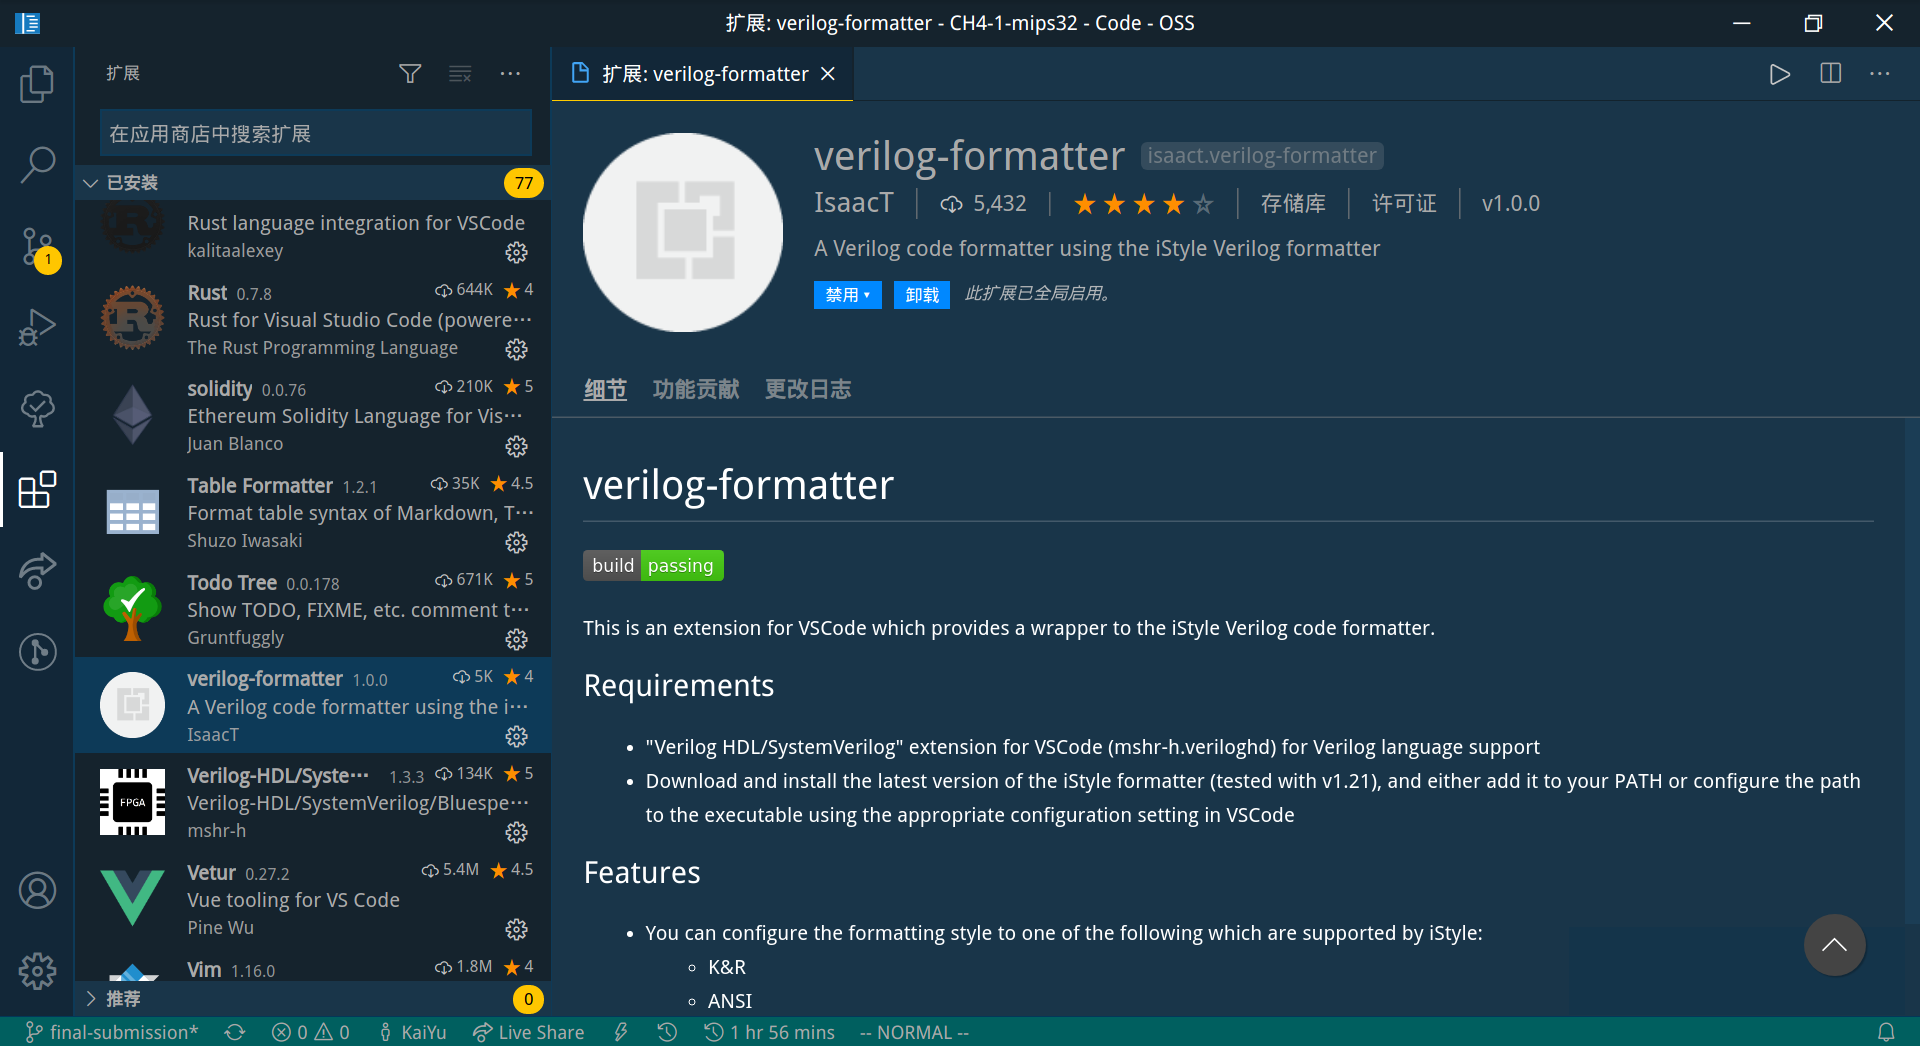 扩展: verilog-formatter - CH4-1-mips32 - Code - OSS
扩展
在应用商店中搜索扩展
已安装
77
Rust language integration for VSCode
kalitaalexey
Rust 0.7.8 644K 4
Rust for Visual Studio Code (powere···
The Rust Programming Language
solidity 0.0.76 210K 5
Ethereum Solidity Language for Vis···
Juan Blanco
Table Formatter 1.2.1 35K 4.5
Format table syntax of Markdown, T···
Shuzo Iwasaki
Todo Tree 0.0.178 671K 5
Show TODO, FIXME, etc. comment t···
Gruntfuggly
verilog-formatter 1.0.0 5K 4
A Verilog code formatter using the i···
IsaacT
FPGA
Verilog-HDL/Syste··· 1.3.3 134K 5
Verilog-HDL/SystemVerilog/Bluespe···
mshr-h
Vetur 0.27.2 5.4M 4.5
Vue tooling for VS Code
Pine Wu
Vim 1.16.0 1.8M 4
推荐
0
1
扩展: verilog-formatter
verilog-formatter isaact.verilog-formatter
IsaacT 5,432 存储库 许可证 v1.0.0
A Verilog code formatter using the iStyle Verilog formatter
禁用 卸载 此扩展已全局启用。
细节 功能贡献 更改日志
verilog-formatter
build passing
This is an extension for VSCode which provides a wrapper to the iStyle Verilog code formatter.
Requirements
• "Verilog HDL/SystemVerilog" extension for VSCode (mshr-h.veriloghd) for Verilog language support
• Download and install the latest version of the iStyle formatter (tested with v1.21), and either add it to your PATH or configure the path
to the executable using the appropriate configuration setting in VSCode
Features
• You can configure the formatting style to one of the following which are supported by iStyle:
◦ K&R
◦ ANSI
final-submission* 0 0 KaiYu Live Share 1 hr 56 mins -- NORMAL --